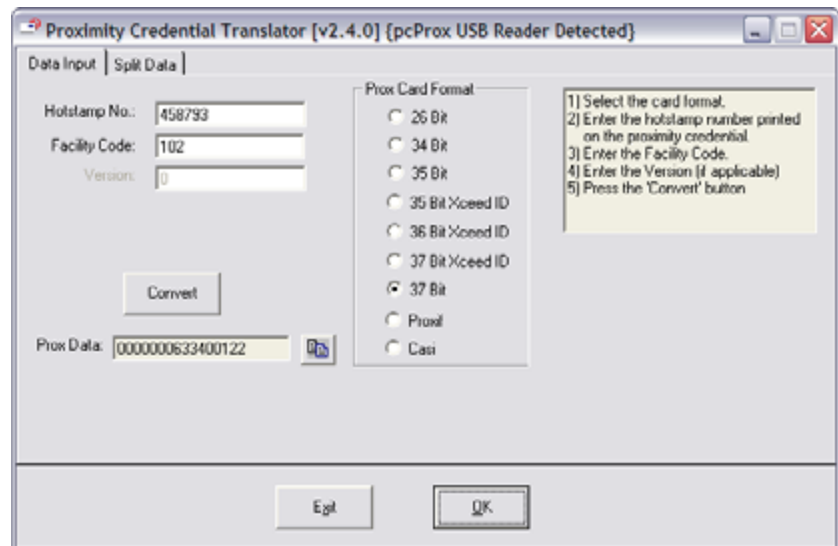 Proximity Credential Translator [v2.4.0] {pcProx USB Reader Detected}
Data Input
Split Data
Hotstamp No.: 458793
Facility Code: 102
Version: 0
Convert
Prox Data: 0000000633400122
Prox Card Format
26 Bit
34 Bit
35 Bit
35 Bit Xceed ID
36 Bit Xceed ID
37 Bit Xceed ID
37 Bit
Proxif
Casi
1) Select the card format.
2) Enter the hotstamp number printed
on the proximity credential.
3) Enter the Facility Code.
4) Enter the Version (if applicable)
5) Press the 'Convert' button
Exit
OK